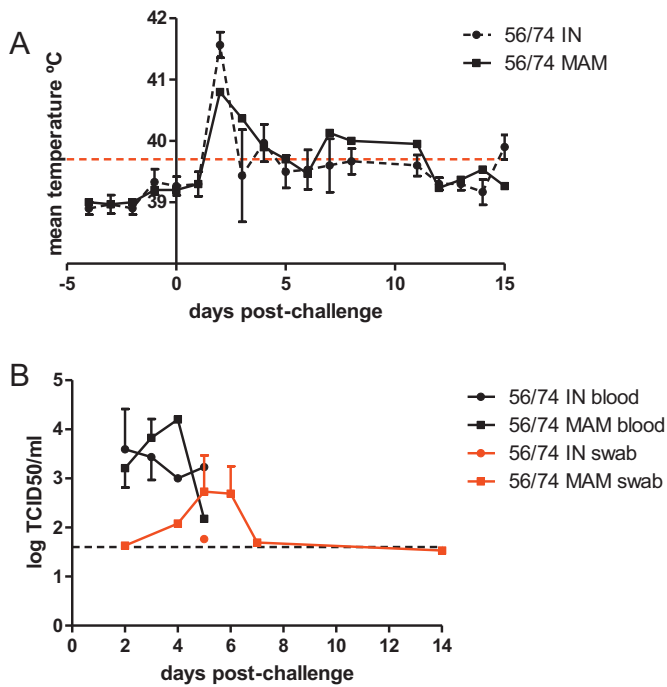 A
56/74 IN
56/74 MAM
mean temperature ºC
42
41
40
39
-5
0
5
10
15
days post-challenge
B
56/74 IN blood
56/74 MAM blood
56/74 IN swab
56/74 MAM swab
log TCID50/ml
5
4
3
2
1
0
0
2
4
6
8
10
12
14
days post-challenge